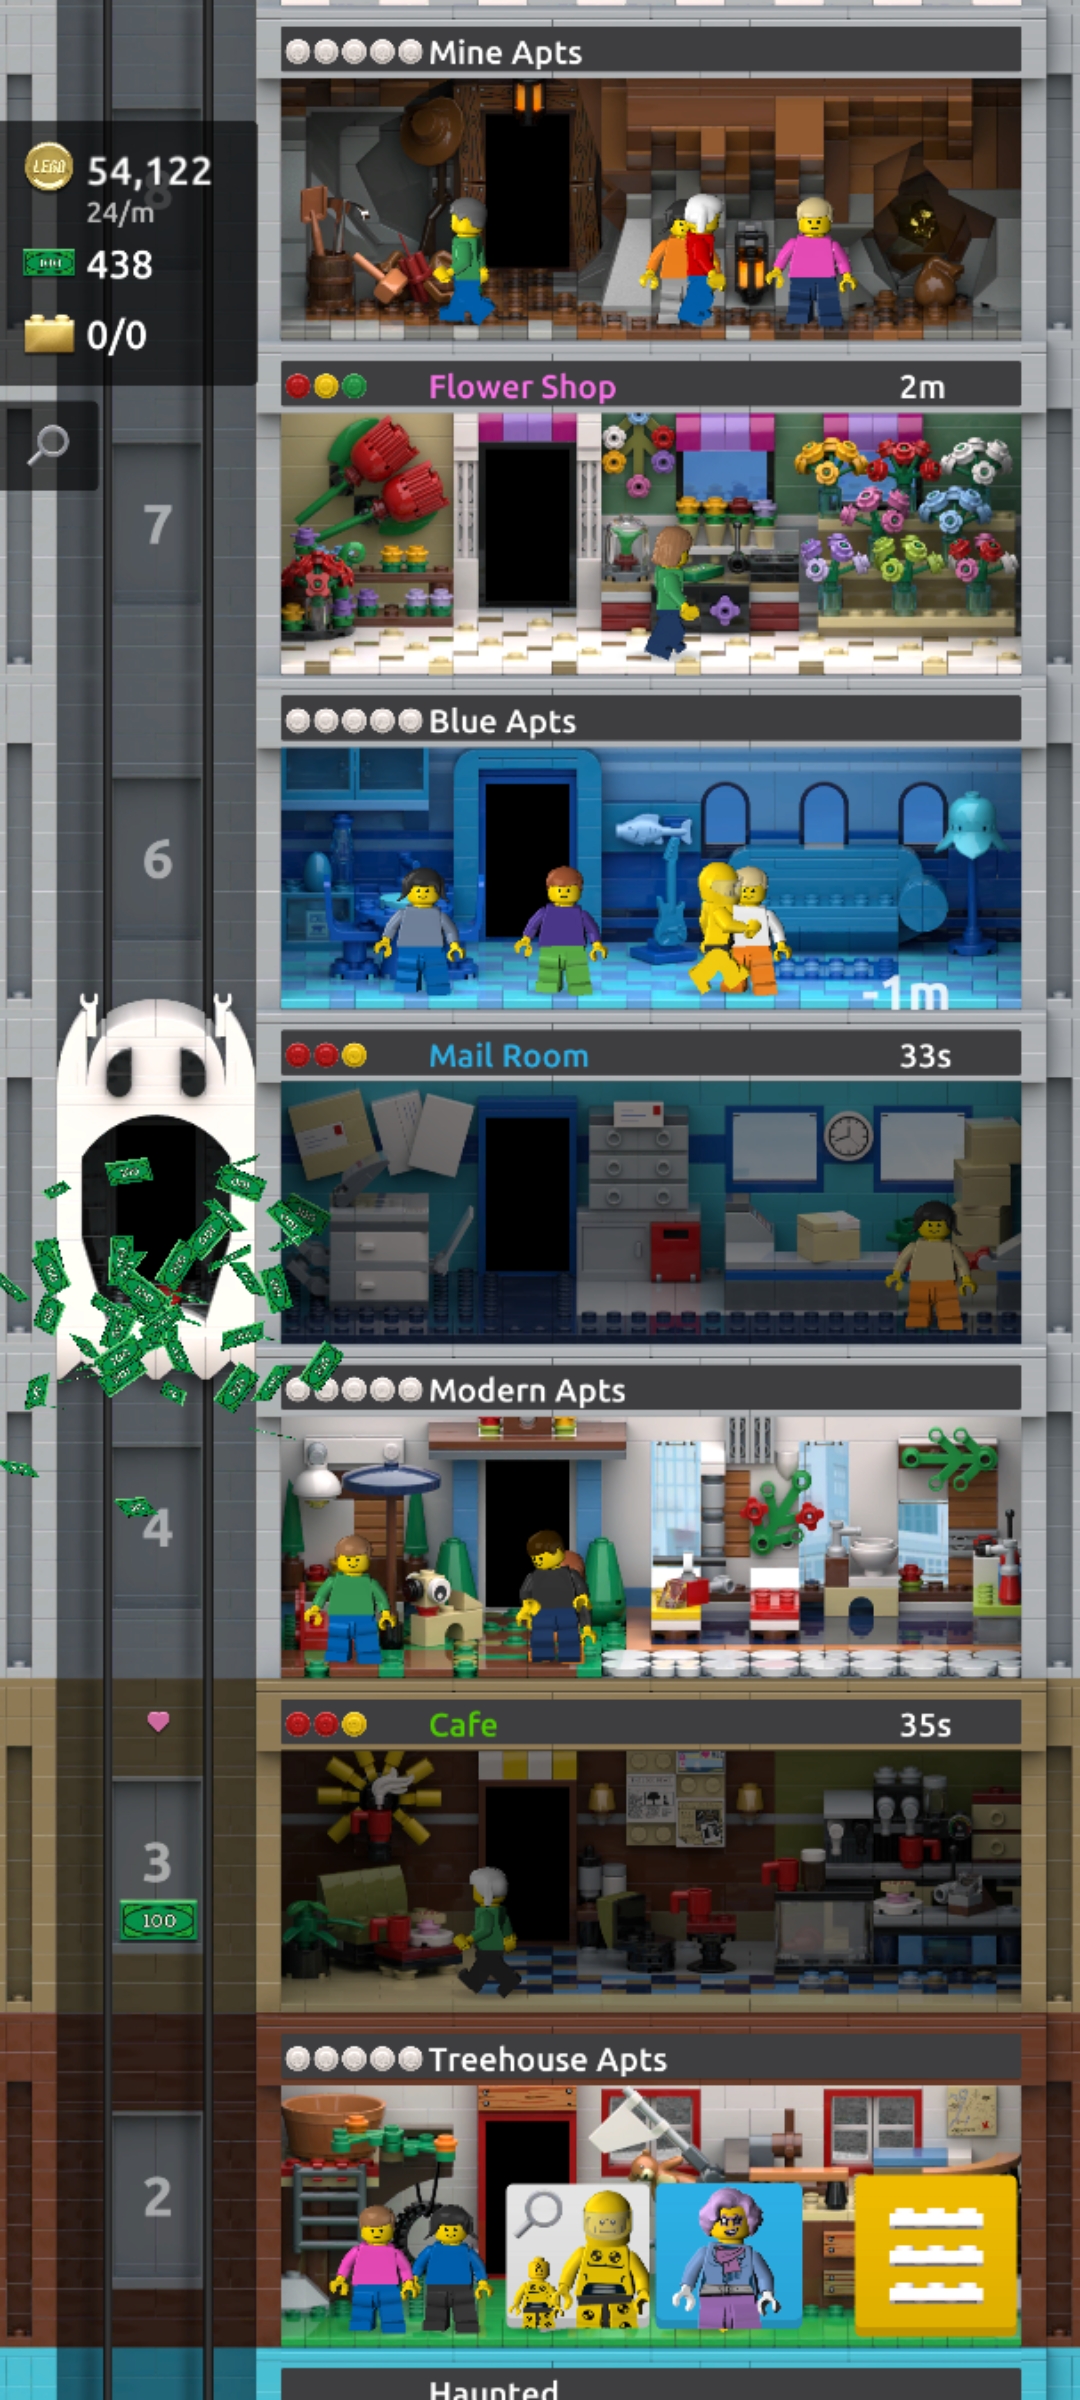 Mine Apts
LEGO
54,122
24/m
438
0/0
8
Flower Shop 2m
7
Blue Apts
6
-1m
Mail Room 33s
Modern Apts
4
Cafe 35s
3
100
Treehouse Apts
2
Haunted